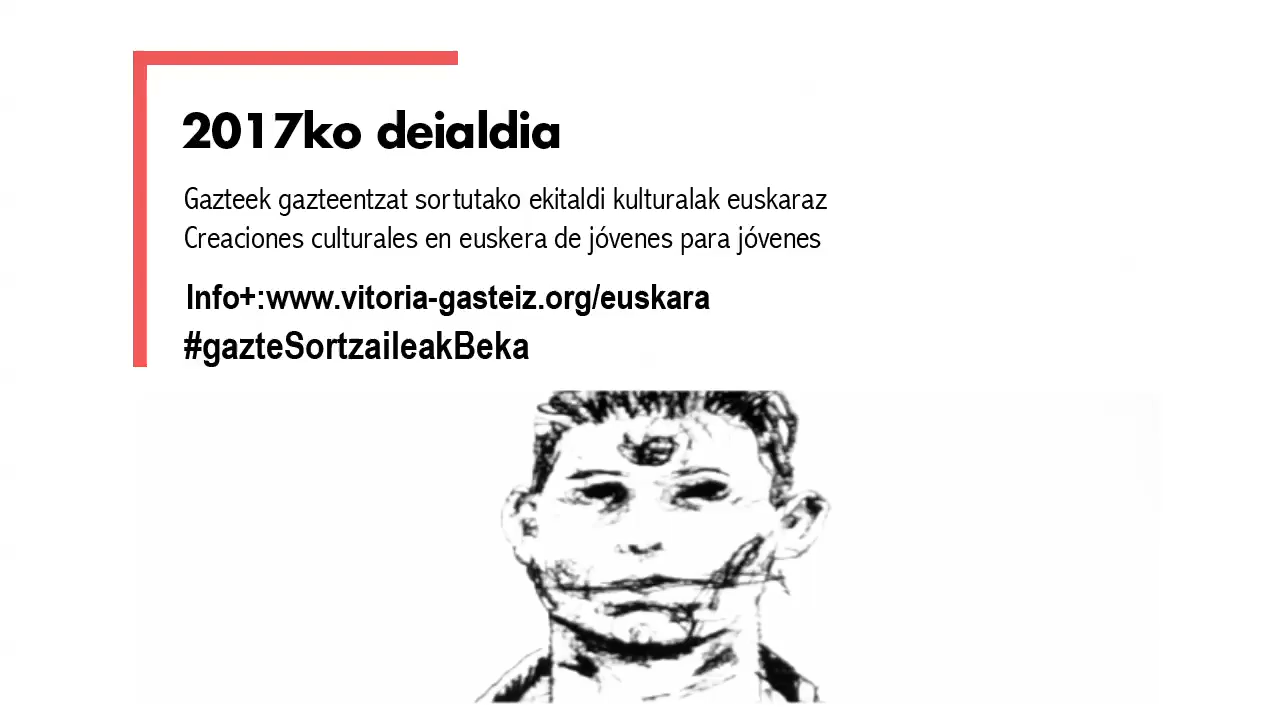 2017ko deialdia
Gazteek gazteentzat sortutako ekitaldi kulturalak euskaraz
Creaciones culturales en euskera de jóvenes para jóvenes
Info+:www.vitoria-gasteiz.org/euskara
#gazteSortzaileakBeka